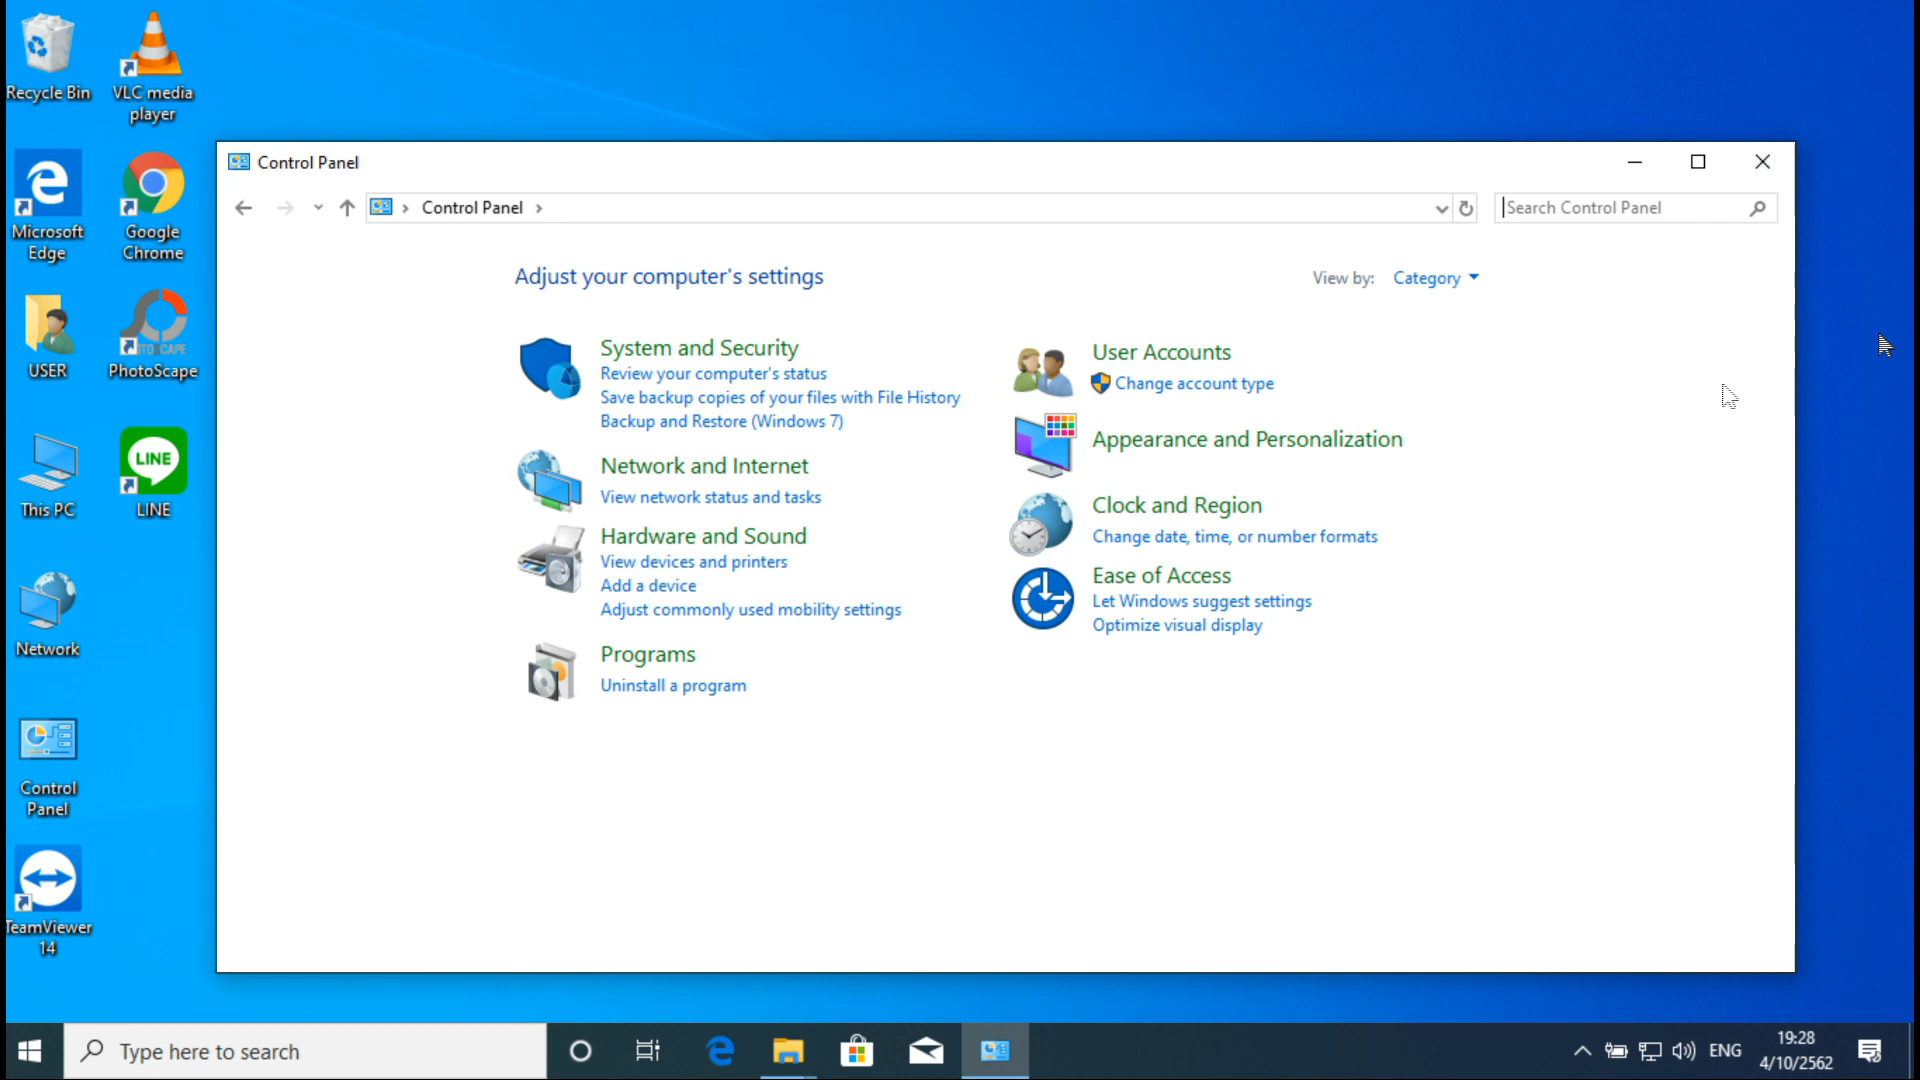 Recycle Bin
VLC media
player
Microsoft
Edge
Google
Chrome
USER
PhotoScape
This PC
LINE
LINE
Network
Control
Panel
TeamViewer
14
Control Panel
Control Panel
Search Control Panel
Adjust your computer's settings
View by: Category
System and Security
Review your computer's status
Save backup copies of your files with File History
Backup and Restore (Windows 7)
Network and Internet
View network status and tasks
Hardware and Sound
View devices and printers
Add a device
Adjust commonly used mobility settings
Programs
Uninstall a program
User Accounts
Change account type
Appearance and Personalization
Clock and Region
Change date, time, or number formats
Ease of Access
Let Windows suggest settings
Optimize visual display
Type here to search
ENG
19:28
4/10/2562